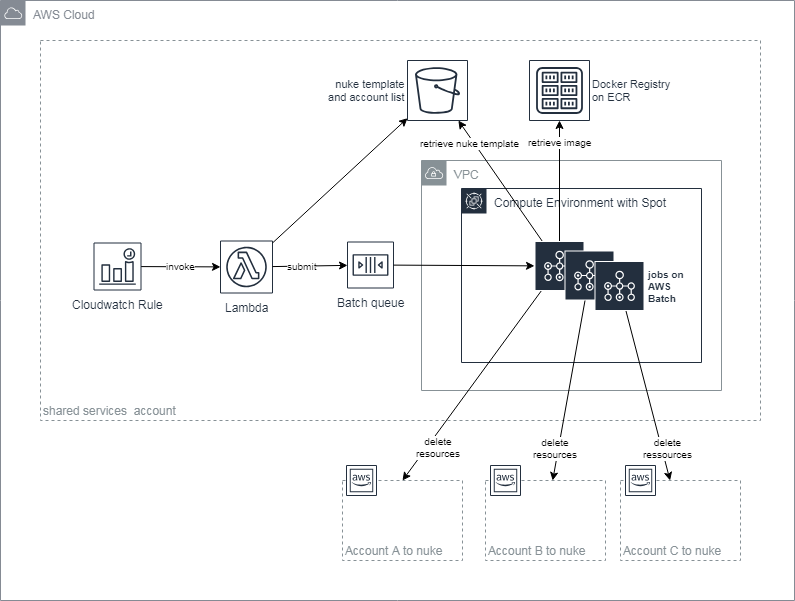 AWS Cloud
nuke template
and account list
Docker Registry
on ECR
retrieve nuke template
retrieve image
VPC
Compute Environment with Spot
invoke
submit
jobs on
AWS
Batch
Cloudwatch Rule
Lambda
Batch queue
shared services  account
delete
resources
delete
resources
delete
ressources
aws
aws
aws
Account A to nuke
Account B to nuke
Account C to nuke